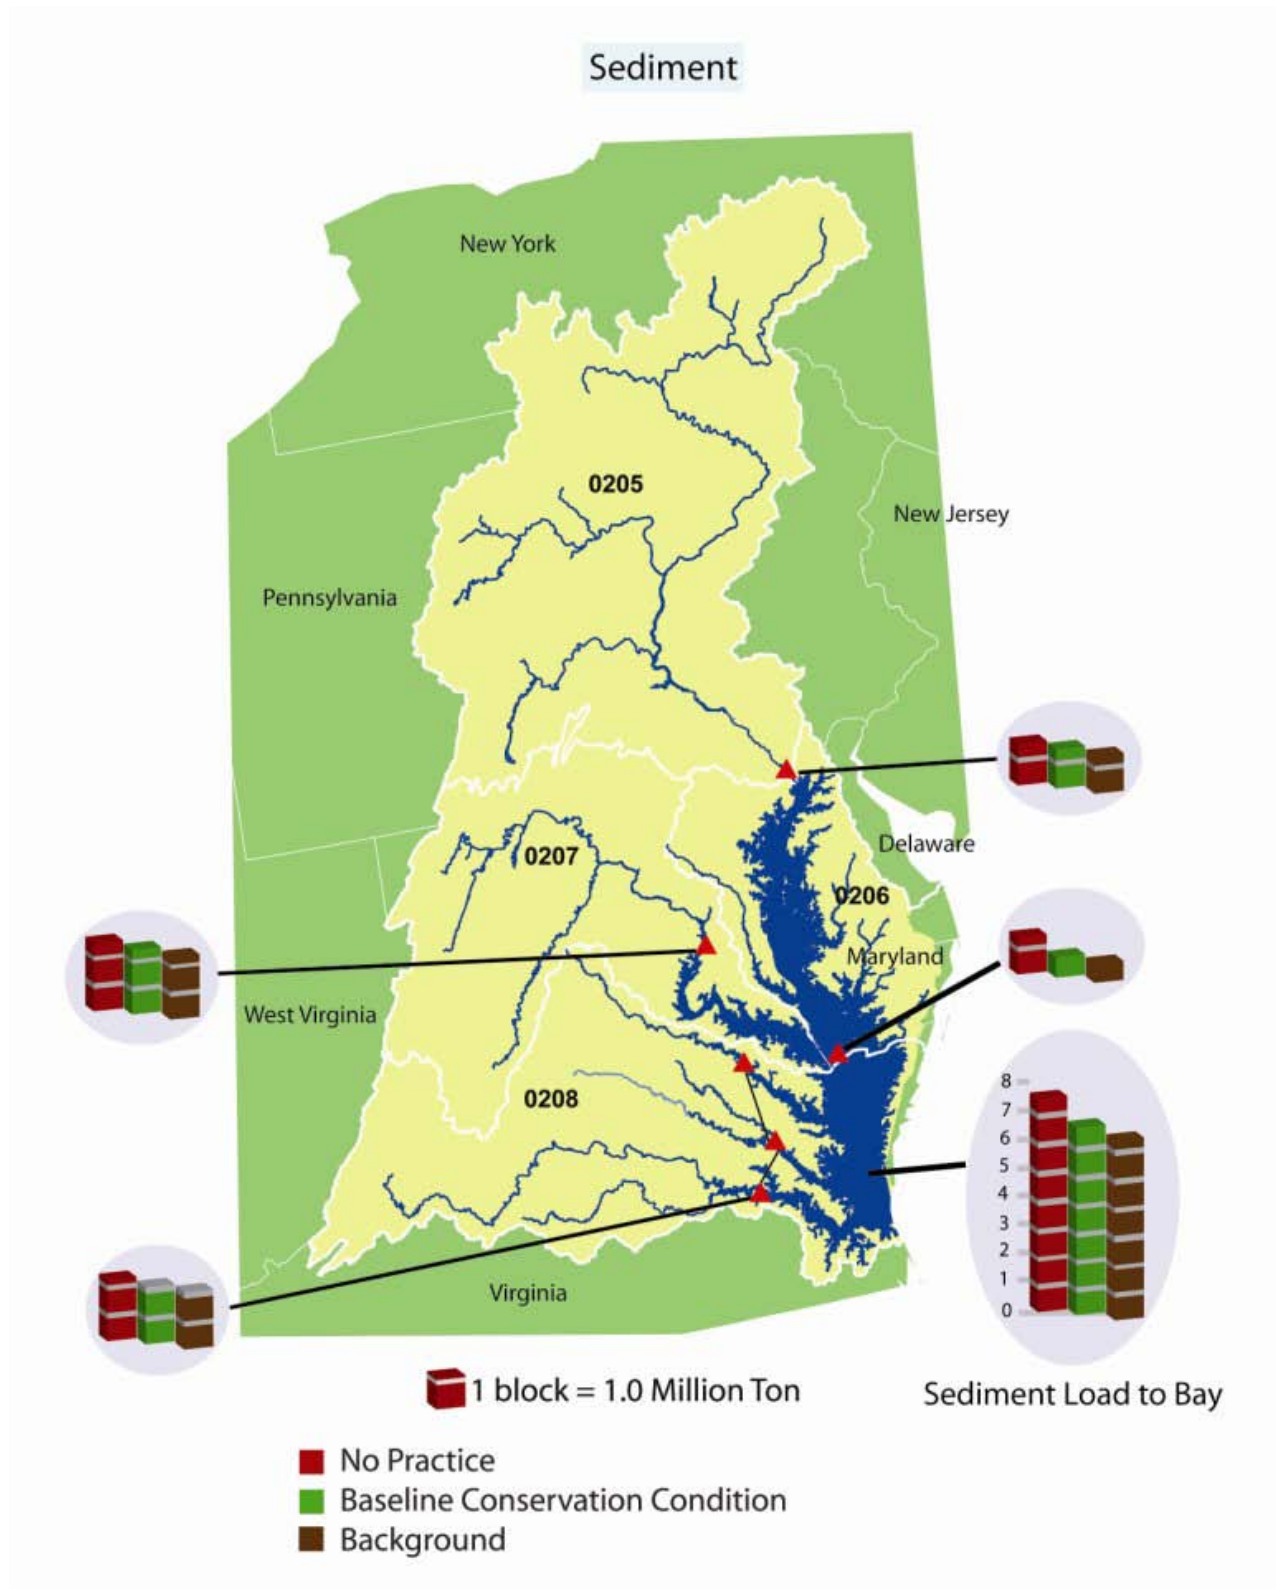 Sediment
New York
0205
New Jersey
Pennsylvania
Delaware
0207
0206
Maryland
West Virginia
0208
8
7
6
5
4
3
2
1
0
Virginia
1 block = 1.0 Million Ton
Sediment Load to Bay
No Practice
Baseline Conservation Condition
Background